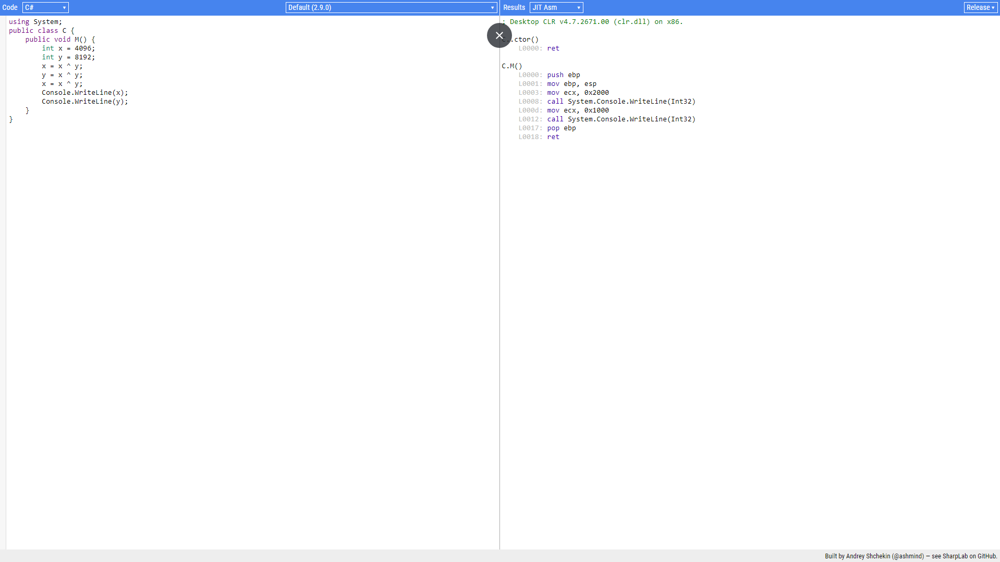 Code C# Default (2.9.0) Results JIT Asm Release
using System;
public class C {
    public void M() {
        int x = 4096;
        int y = 8192;
        x = x ^ y;
        y = x ^ y;
        x = x ^ y;
        Console.WriteLine(x);
        Console.WriteLine(y);
    }
}
; Desktop CLR v4.7.2671.00 (clr.dll) on x86.
C..ctor()
    L0000: ret
C.M()
    L0000: push ebp
    L0001: mov ebp, esp
    L0003: mov ecx, 0x2000
    L0008: call System.Console.WriteLine(Int32)
    L000d: mov ecx, 0x1000
    L0012: call System.Console.WriteLine(Int32)
    L0017: pop ebp
    L0018: ret
Built by Andrey Shchekin (@ashmind) — see SharpLab on GitHub.